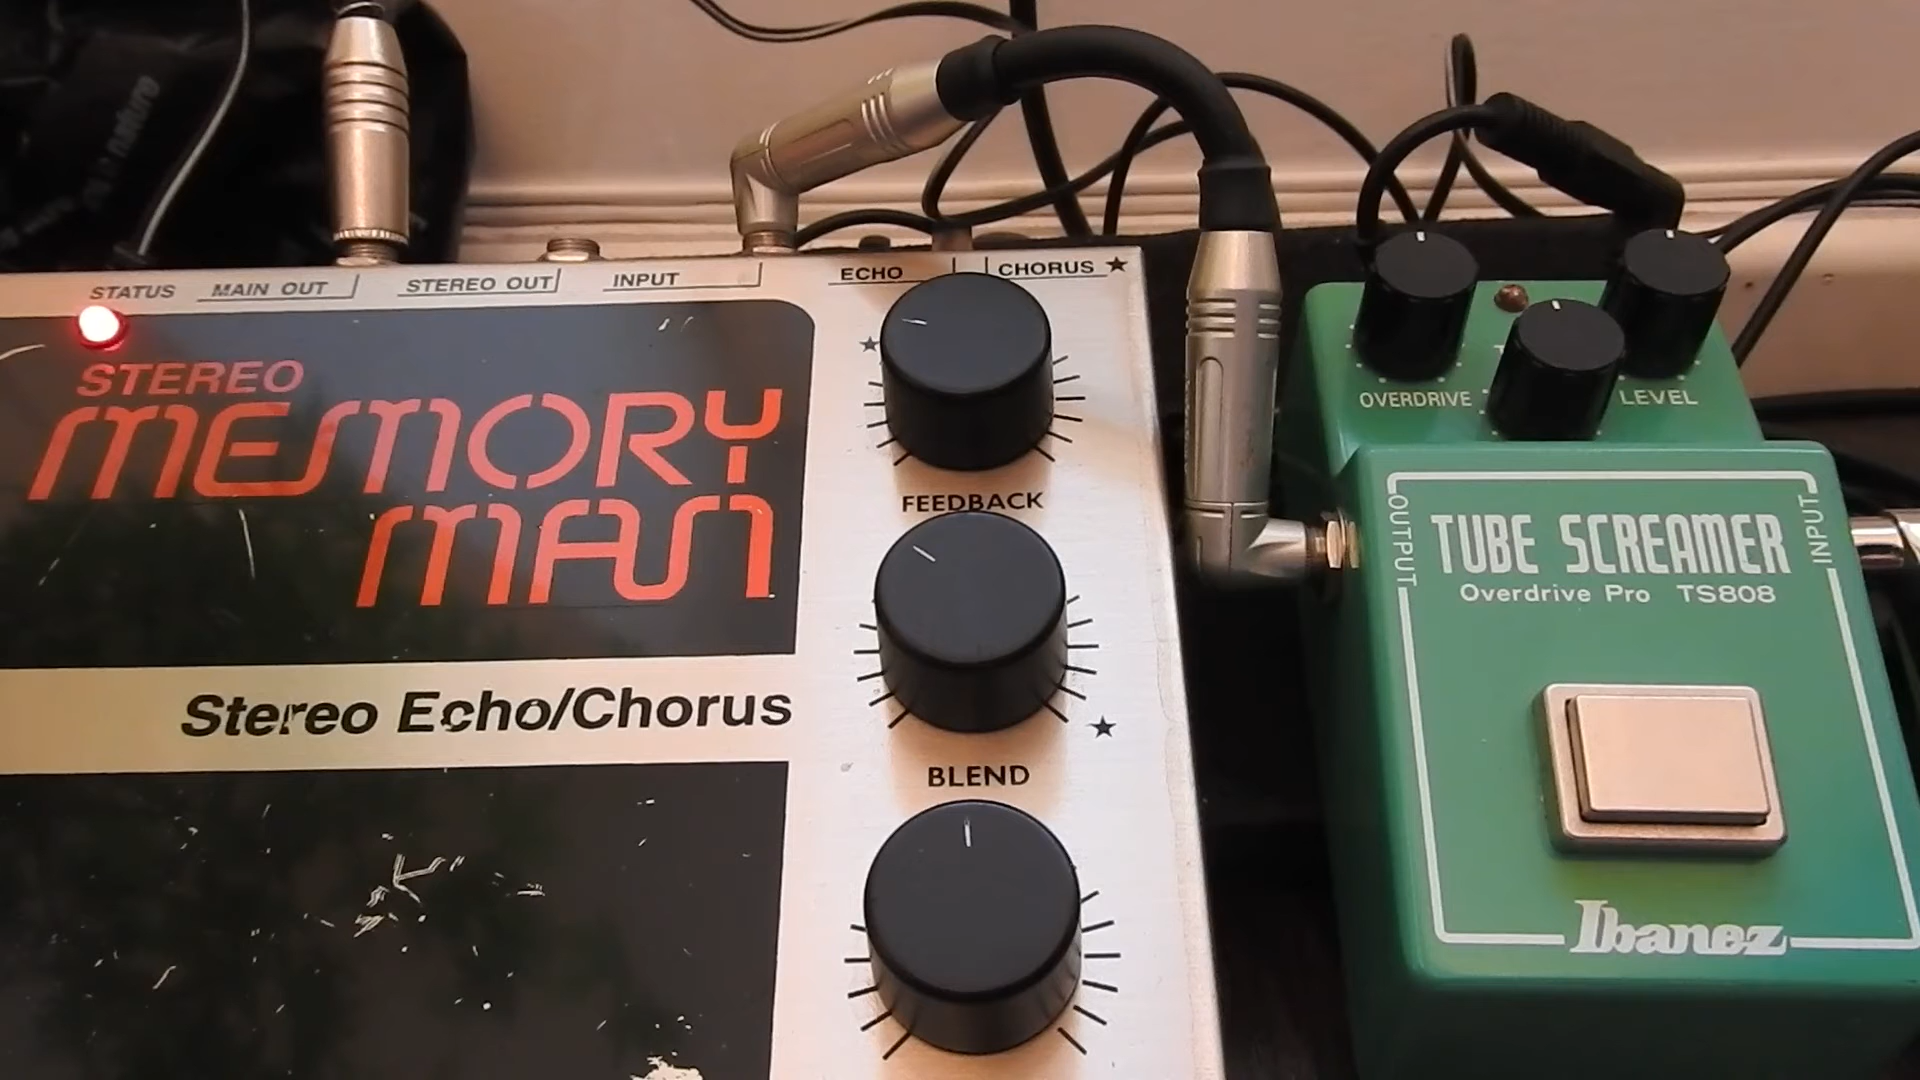 STATUS MAIN OUT STEREO OUT INPUT ECHO CHORUS
STEREO
MEMORY
MAN
Stereo Echo/Chorus
FEEDBACK
BLEND
OVERDRIVE
LEVEL
OUTPUT
INPUT
TUBE SCREAMER
Overdrive Pro TS808
Ibanez